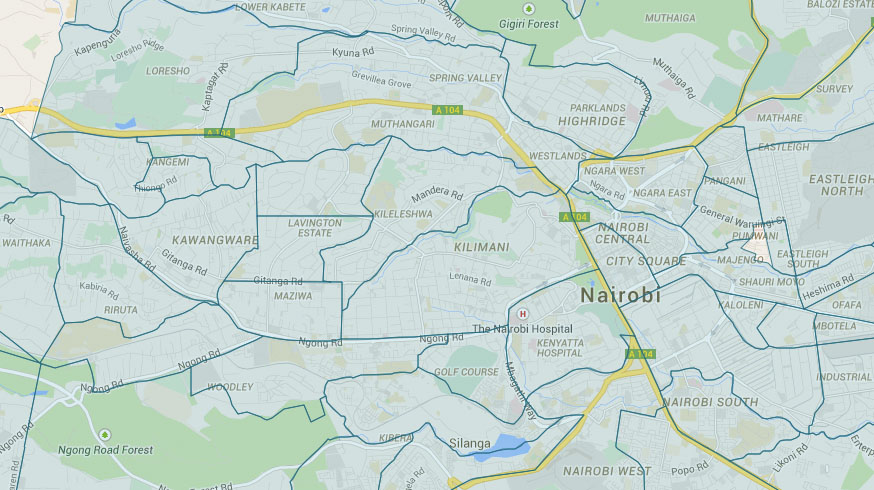 LOWER KABETE
Gigiri Forest
MUTHAIGA
BALOZI ESTATE
Kapenguria
Rd
Loresho Ridge
Spring Valley Rd
Kyuna Rd
LORESHO
Kaptagat Rd
Grevillea Grove
SPRING VALLEY
Muthaiga Rd
SURVEY
A 104
PARKLANDS
HIGHRIDGE
MATHARE
A 104
MUTHANGARI
EASTLEIGH
KANGEMI
WESTLANDS
NGARA WEST
PANGANI
EASTLEIGH
NORTH
Thiongo Rd
Mandera Rd
Ngara Rd
NGARA EAST
KILELESHWA
A 104
General Waruingi St
WAITHAKA
Naivasha Rd
KAWANGWARE
LAVINGTON
ESTATE
KILIMANI
NAIROBI
CENTRAL
PUMWANI
Gitanga Rd
CITY SQUARE
MAJENGO
EASTLEIGH
SOUTH
Kabiria Rd
Gitanga Rd
Lenana Rd
SHAURI MOYO
Heshima Rd
MAZIWA
Nairobi
RIRUTA
KALOLENI
OFAFA
H
The Nairobi Hospital
MBOTELA
Ngong Rd
Ngong Rd
KENYATTA
HOSPITAL
A 104
Ngong Rd
GOLF COURSE
INDUSTRIAL
Ngong Rd
WOODLEY
Mbagathi Way
NAIROBI SOUTH
Ngong Rd
KIBERA
Silanga
Ngong Road Forest
Likoni Rd
NAIROBI WEST
Popo Rd